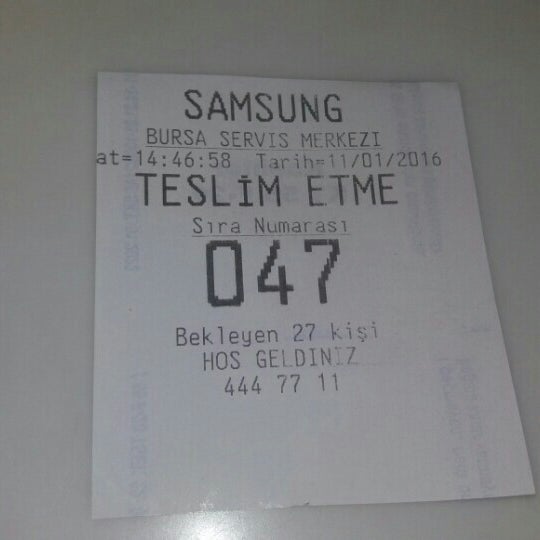 SAMSUNG
BURSA SERVIS MERKEZI
at=14:46:58 Tarih=11/01/2016
TESLİM ETME
Sıra Numarası
047
Bekleyen 27 kişi
HOS GELDINIZ
444 77 11